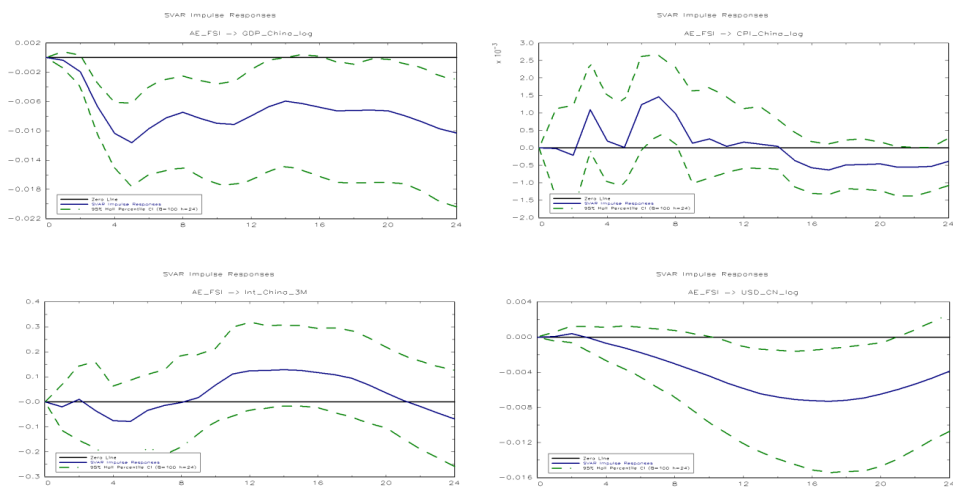 SVAR Impulse Responses
AE_FSI -> GDP_China_log
0.002
-0.002
-0.006
-0.010
-0.014
-0.018
-0.022
0 4 8 12 16 20 24
Zero Line
SVAR Impulse Responses
95% Hall Percentile CI (B=100 h=24)
SVAR Impulse Responses
AE_FSI -> CPI_China_log
x 10^-3
3.0
2.5
2.0
1.5
1.0
0.5
0.0
-0.5
-1.0
-1.5
-2.0
0 4 8 12 16 20 24
Zero Line
SVAR Impulse Responses
95% Hall Percentile CI (B=100 h=24)
SVAR Impulse Responses
AE_FSI -> Int_China_3M
0.4
0.3
0.2
0.1
-0.0
-0.1
-0.2
-0.3
0 4 8 12 16 20 24
Zero Line
SVAR Impulse Responses
95% Hall Percentile CI (B=100 h=24)
SVAR Impulse Responses
AE_FSI -> USD_CN_log
0.004
0.000
-0.004
-0.008
-0.012
-0.016
0 4 8 12 16 20 24
Zero Line
SVAR Impulse Responses
95% Hall Percentile CI (B=100 h=24)